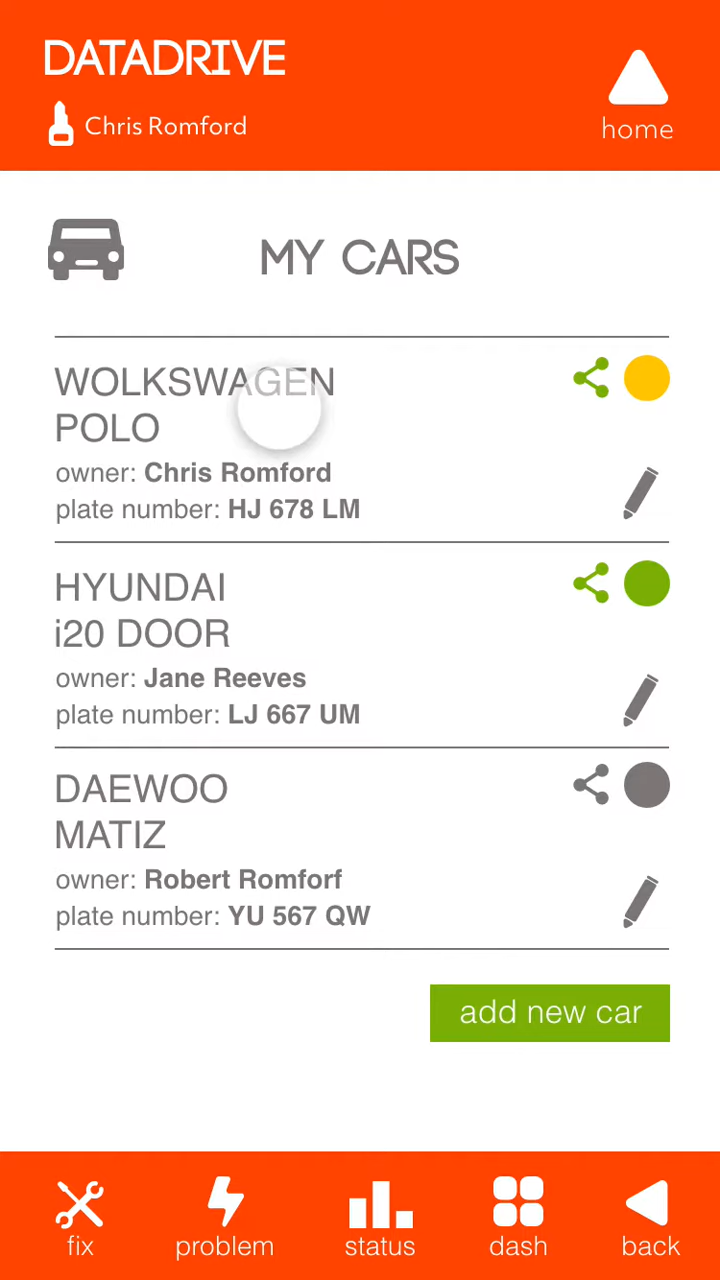 DATADRIVE
Chris Romford
home
MY CARS
WOLKSWAGEN
POLO
owner: Chris Romford
plate number: HJ 678 LM
HYUNDAI
i20 DOOR
owner: Jane Reeves
plate number: LJ 667 UM
DAEWOO
MATIZ
owner: Robert Romforf
plate number: YU 567 QW
add new car
fix problem status dash back